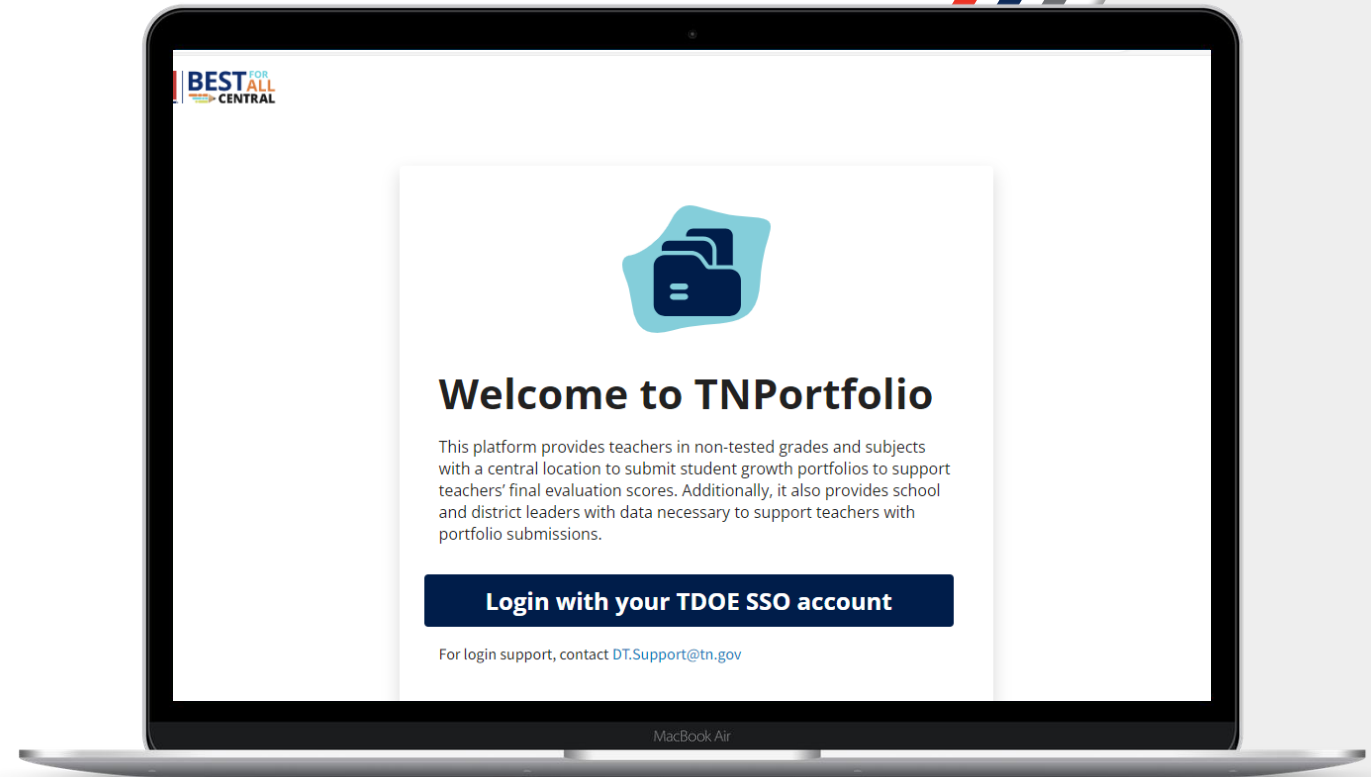 BEST FOR ALL
CENTRAL
Welcome to TNPortfolio
This platform provides teachers in non-tested grades and subjects
with a central location to submit student growth portfolios to support
teachers’ final evaluation scores. Additionally, it also provides school
and district leaders with data necessary to support teachers with
portfolio submissions.
Login with your TDOE SSO account
For login support, contact DT.Support@tn.gov
MacBook Air